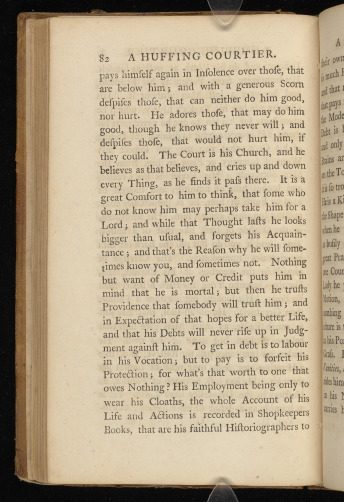 82 A HUFFING COURTIER.
pays himſelf again in Inſolence over thoſe, that
are below him; and with a generous Scorn
deſpiſes thoſe, that can neither do him good,
nor hurt. He adores thoſe, that may do him
good, though he knows they never will; and
deſpiſes thoſe, that would not hurt him, if
they could. The Court is his Church, and he
believes as that believes, and cries up and down
every Thing, as he finds it paſs there. It is a
great Comfort to him to think, that ſome who
do not know him may perhaps take him for a
Lord; and while that Thought laſts he looks
bigger than uſual, and forgets his Acquain-
tance; and that's the Reaſon why he will ſome-
times know you, and ſometimes not. Nothing
but want of Money or Credit puts him in
mind that he is mortal; but then he truſts
Providence that ſomebody will truſt him; and
in Expectation of that hopes for a better Life,
and that his Debts will never riſe up in Judg-
ment againſt him. To get in debt is to labour
in his Vocation; but to pay is to forfeit his
Protection; for what's that worth to one that
owes Nothing? His Employment being only to
wear his Cloaths, the whole Account of his
Life and Actions is recorded in Shopkeepers
Books, that are his faithful Hiſtoriographers to